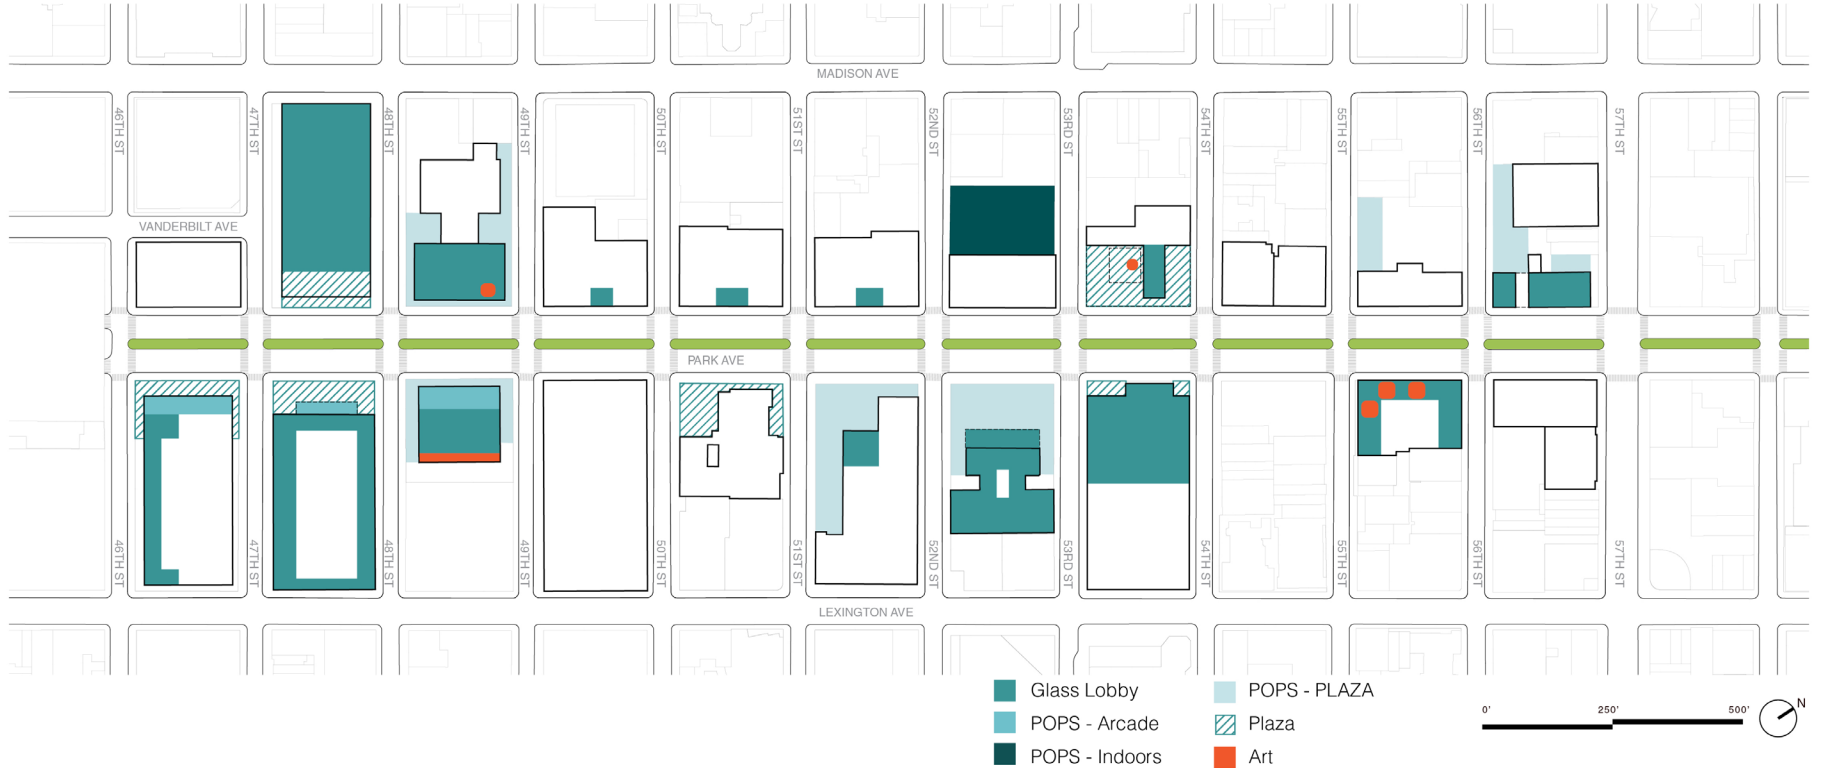 MADISON AVE
46TH ST
47TH ST
48TH ST
49TH ST
50TH ST
51ST ST
52ND ST
53RD ST
54TH ST
55TH ST
56TH ST
57TH ST
VANDERBILT AVE
PARK AVE
46TH ST
47TH ST
48TH ST
49TH ST
50TH ST
51ST ST
52ND ST
53RD ST
54TH ST
55TH ST
56TH ST
57TH ST
LEXINGTON AVE
Glass Lobby
POPS - Arcade
POPS - Indoors
POPS - PLAZA
Plaza
Art
0' 250' 500'
N